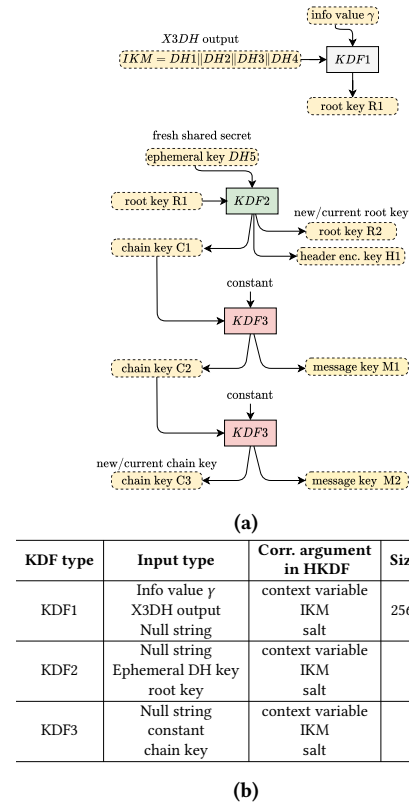 info value γ
X3DH output
IKM = DH1||DH2||DH3||DH4
KDF1
root key R1
fresh shared secret
ephemeral key DH5
root key R1
KDF2
new/current root key
root key R2
chain key C1
header enc. key H1
constant
KDF3
chain key C2
message key M1
constant
KDF3
new/current chain key
chain key C3
message key M2
(a)
KDF type Input type Corr. argument in HKDF
Info value γ context variable
KDF1 X3DH output IKM 256
Null string salt
Null string context variable
KDF2 Ephemeral DH key IKM
root key salt
Null string context variable
KDF3 constant IKM
chain key salt
(b)